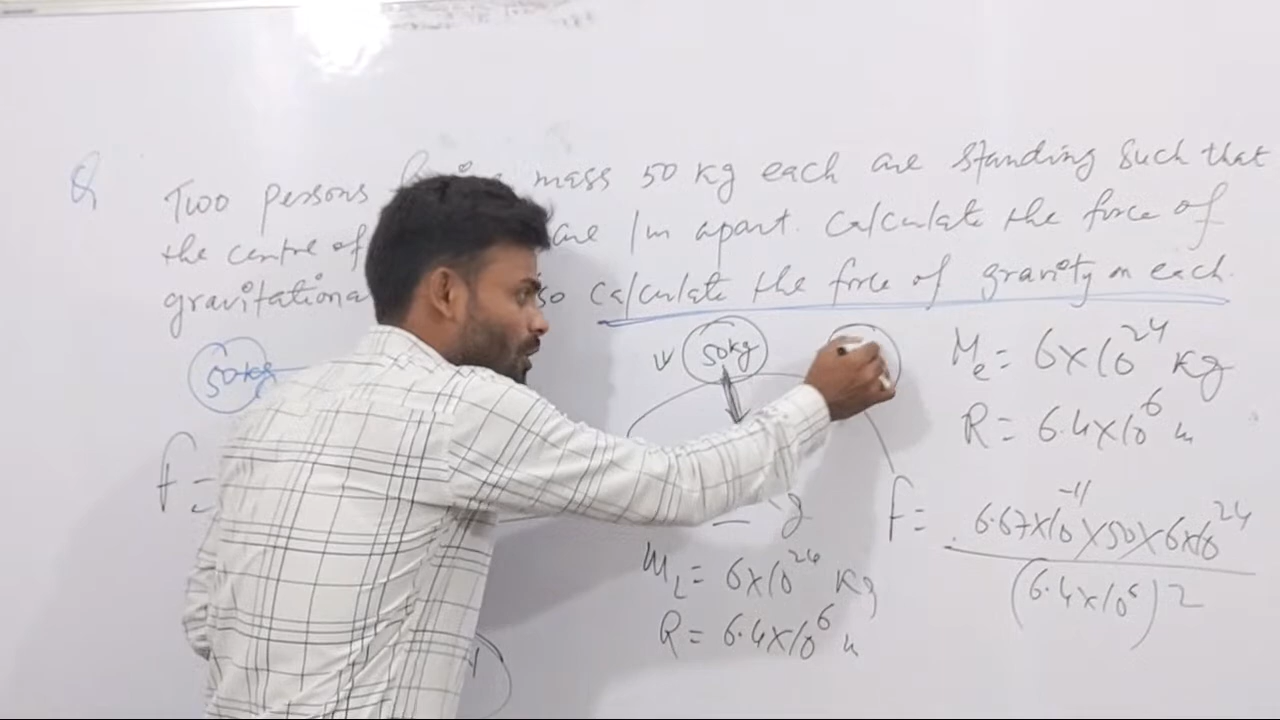 Q
Two persons mass 50 kg each are standing such that
the centre of are 1m apart. Calculate the force of
gravitationa so calculate the force of gravity on each.
50kg
50kg
Me = 6×10^24 kg
R = 6.4×10^6 m
f =
g
f = 6.67×10^-11 ×50×6×10^24
(6.4×10^6)2
= 6×10^24 Kg
R = 6.4×10^6 m